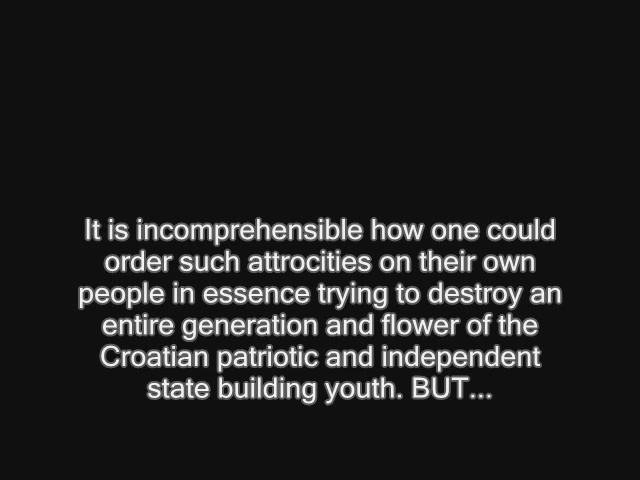 It is incomprehensible how one could
order such attrocities on their own
people in essence trying to destroy an
entire generation and flower of the
Croatian patriotic and independent
state building youth. BUT...